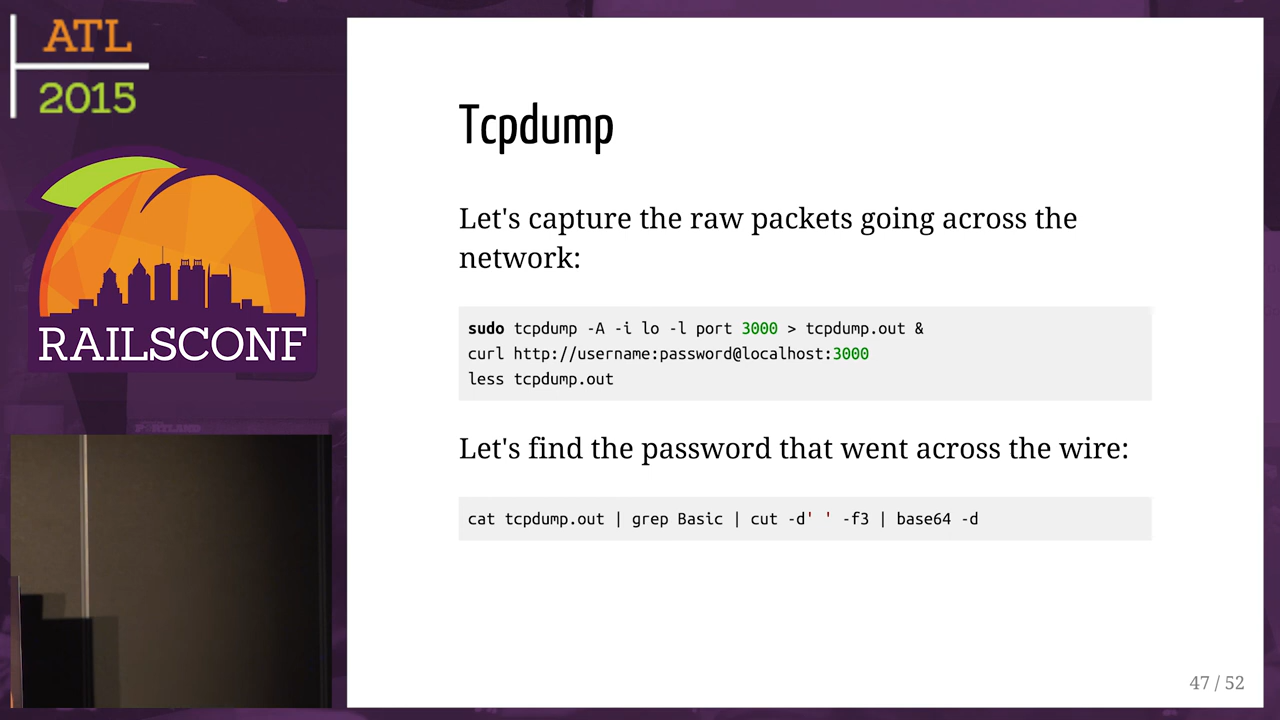 ATL
2015
RAILSCONF
Tcpdump
Let's capture the raw packets going across the
network:
sudo tcpdump -A -i lo -l port 3000 > tcpdump.out &
curl http://username:password@localhost:3000
less tcpdump.out
Let's find the password that went across the wire:
cat tcpdump.out | grep Basic | cut -d' ' -f3 | base64 -d
47 / 52